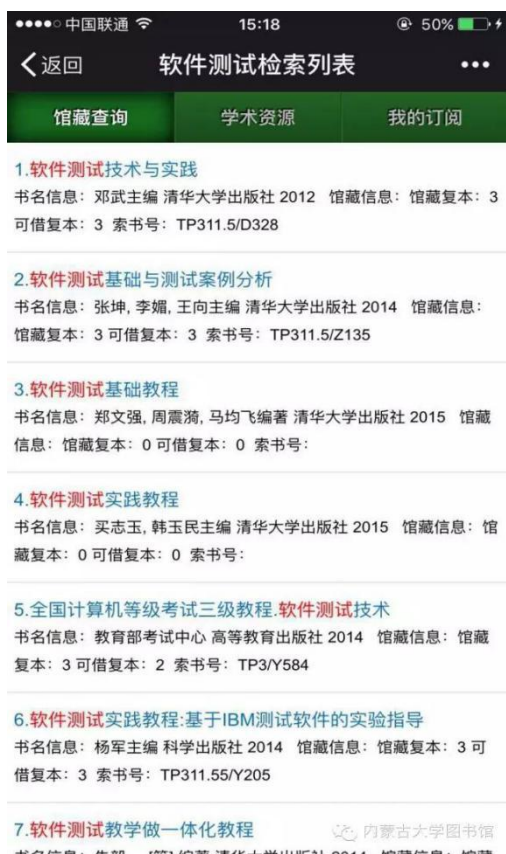 中国联通 15:18 50%
返回 软件测试检索列表
馆藏查询 学术资源 我的订阅
1.软件测试技术与实践
书名信息：邓武主编 清华大学出版社 2012 馆藏信息：馆藏复本：3
可借复本：3 索书号：TP311.5/D328
2.软件测试基础与测试案例分析
书名信息：张坤, 李媚, 王向主编 清华大学出版社 2014 馆藏信息：
馆藏复本：3 可借复本：3 索书号：TP311.5/Z135
3.软件测试基础教程
书名信息：郑文强, 周震漪, 马均飞编著 清华大学出版社 2015 馆藏
信息：馆藏复本：0 可借复本：0 索书号：
4.软件测试实践教程
书名信息：买志玉, 韩玉民主编 清华大学出版社 2015 馆藏信息：馆
藏复本：0 可借复本：0 索书号：
5.全国计算机等级考试三级教程.软件测试技术
书名信息：教育部考试中心 高等教育出版社 2014 馆藏信息：馆藏
复本：3 可借复本：2 索书号：TP3/Y584
6.软件测试实践教程:基于IBM测试软件的实验指导
书名信息：杨军主编 科学出版社 2014 馆藏信息：馆藏复本：3 可
借复本：3 索书号：TP311.55/Y205
7.软件测试教学做一体化教程
内蒙古大学图书馆